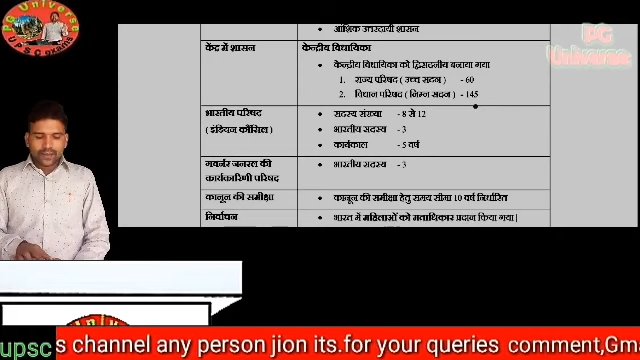 PG Universe
UPSC exams
PG
Universe
आंशिक उत्तरदायी शासन
केंद्र में शासन
केन्द्रीय विधायिका
केन्द्रीय विधायिका को द्विसदनीय बनाया गया
1. राज्य परिषद ( उच्च सदन ) - 60
2. विधान परिषद ( निम्न सदन ) - 145
भारतीय परिषद
(इंडियन कौंसिल)
सदस्य संख्या - 8 से 12
भारतीय सदस्य - 3
कार्यकाल - 5 वर्ष
गवर्नर जनरल की
कार्यकारिणी परिषद
भारतीय सदस्य - 3
कानून की समीक्षा
कानून की समीक्षा हेतु समय सीमा 10 वर्ष निर्धारित
निर्वाचन
भारत में महिलाओं को मताधिकार प्रदान किया गया|
upsc
s channel any person jion its.for your queries comment,Gm